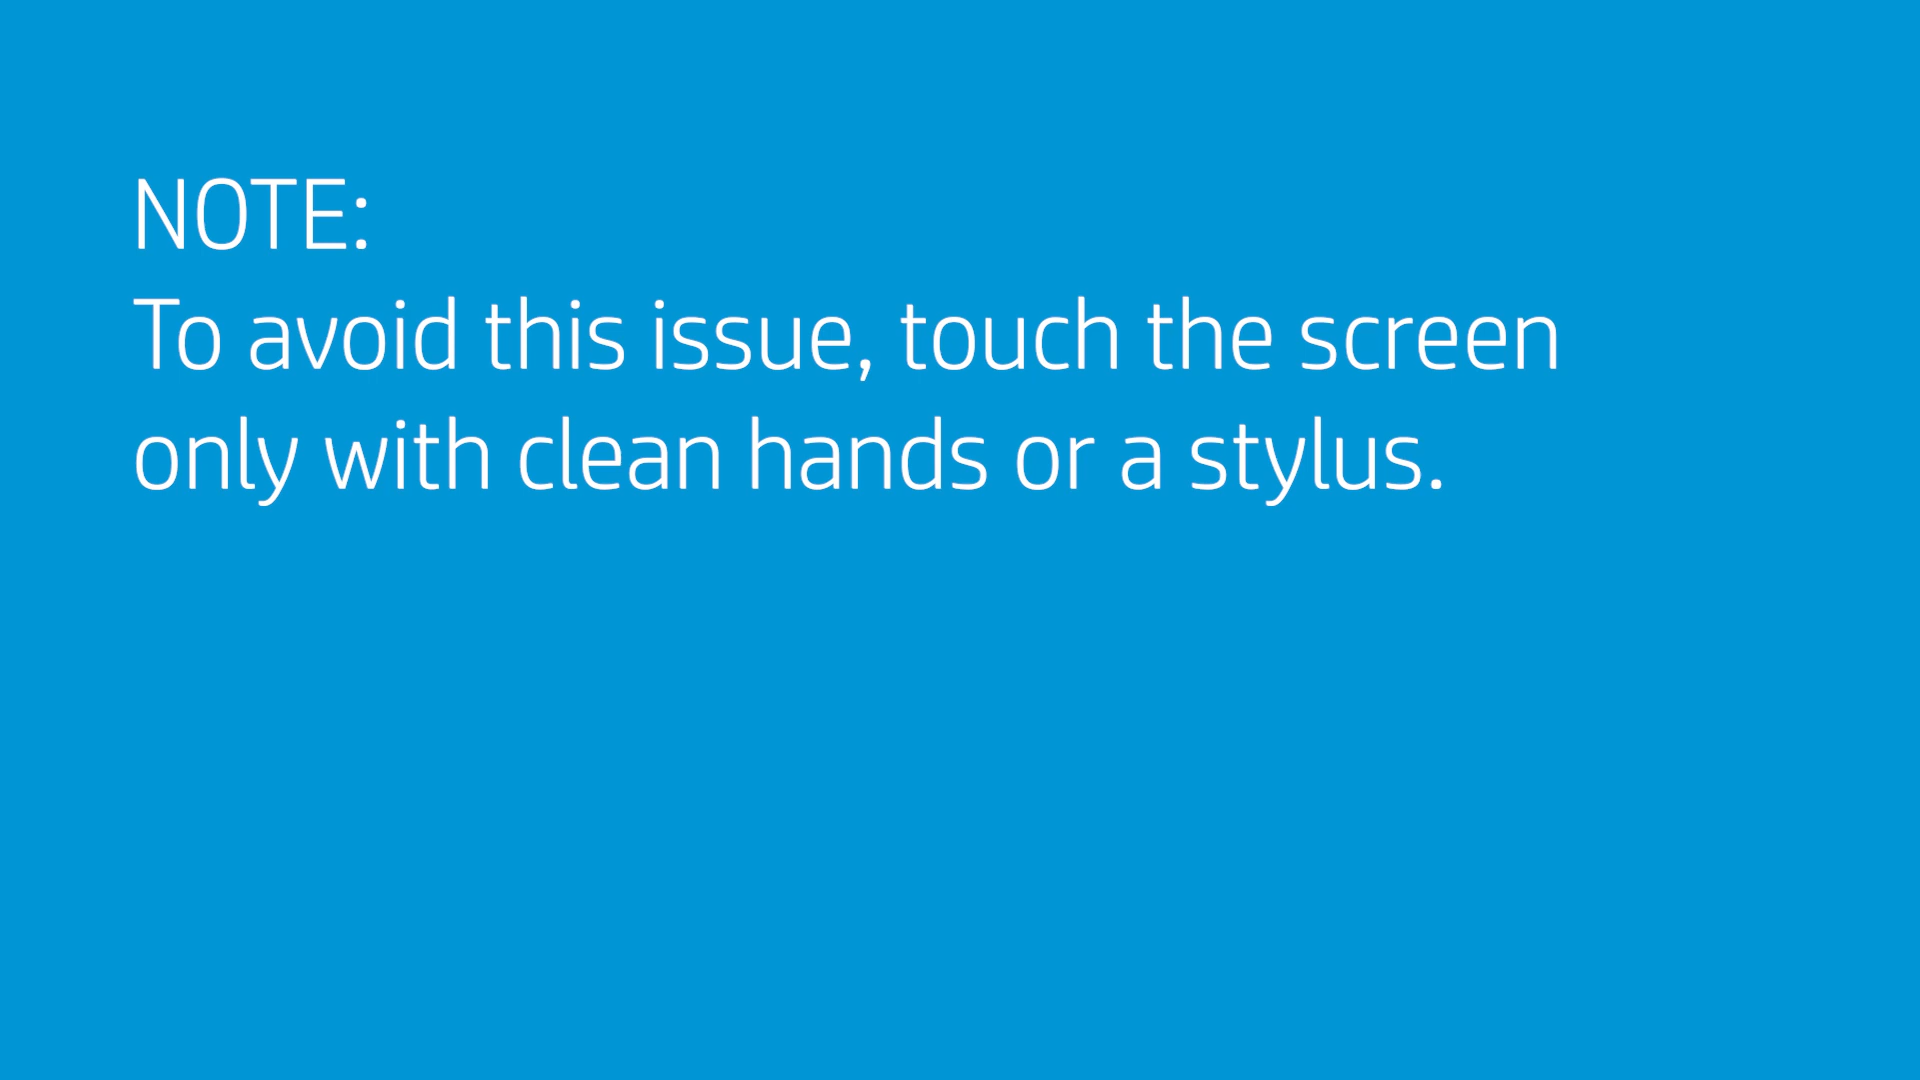 NOTE:
To avoid this issue, touch the screen
only with clean hands or a stylus.